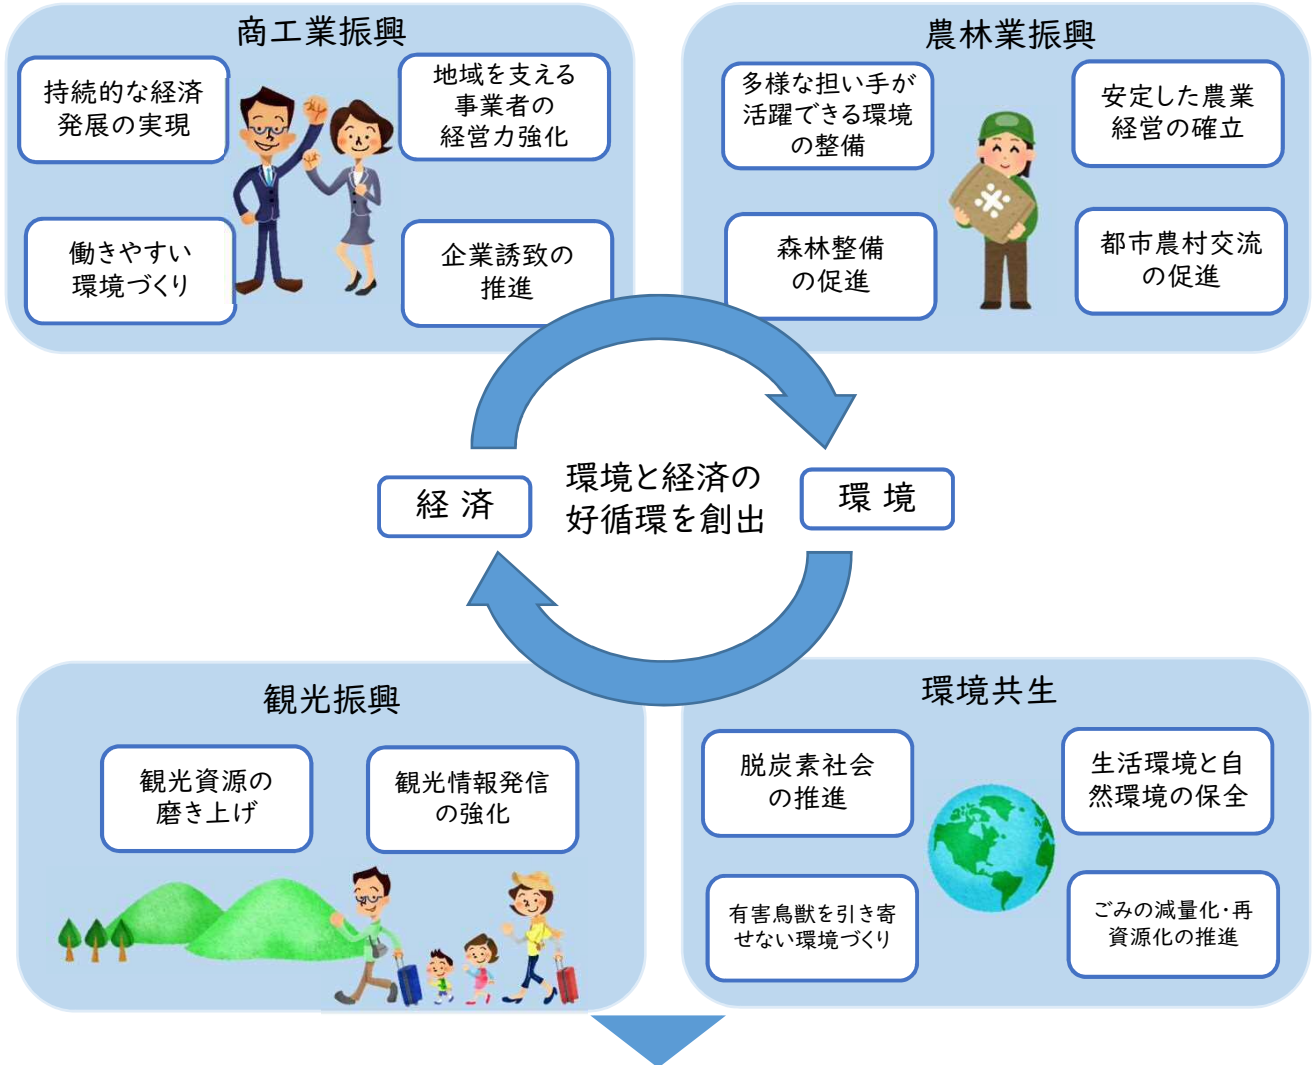 商工業振興
持続的な経済
発展の実現
地域を支える
事業者の
経営力強化
働きやすい
環境づくり
企業誘致の
推進
農林業振興
多様な担い手が
活躍できる環境
の整備
安定した農業
経営の確立
米
森林整備
の促進
都市農村交流
の促進
経 済
環境と経済の
好循環を創出
環 境
観光振興
観光資源の
磨き上げ
観光情報発信
の強化
環境共生
脱炭素社会
の推進
生活環境と自
然環境の保全
有害鳥獣を引き寄
せない環境づくり
ごみの減量化・再
資源化の推進